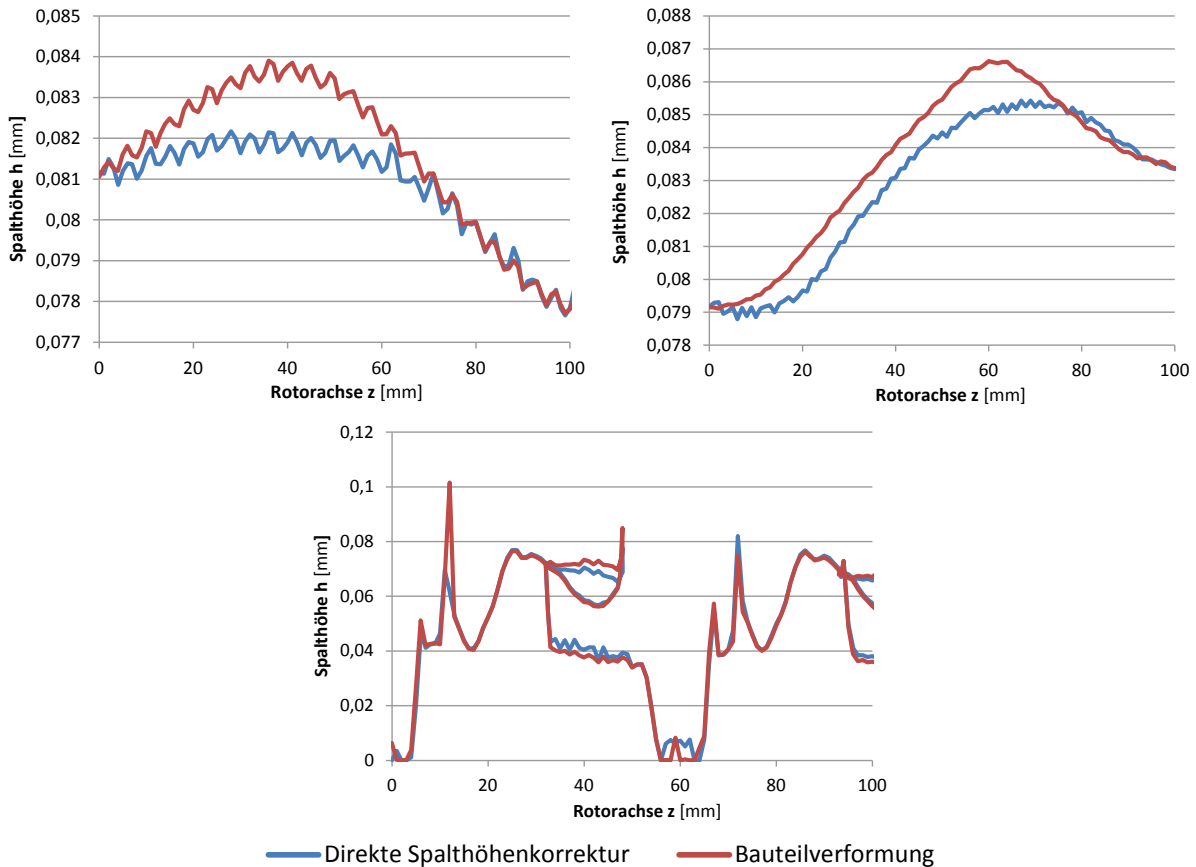 0,085
0,084
0,083
0,082
0,081
0,08
0,079
0,078
0,077
Spalthöhe h [mm]
0 20 40 60 80 100
Rotorachse z [mm]
0,088
0,087
0,086
0,085
0,084
0,083
0,082
0,081
0,08
0,079
0,078
Spalthöhe h [mm]
0 20 40 60 80 100
Rotorachse z [mm]
0,12
0,1
0,08
0,06
0,04
0,02
0
Spalthöhe h [mm]
0 20 40 60 80 100
Rotorachse z [mm]
Direkte Spalthöhenkorrektur Bauteilverformung